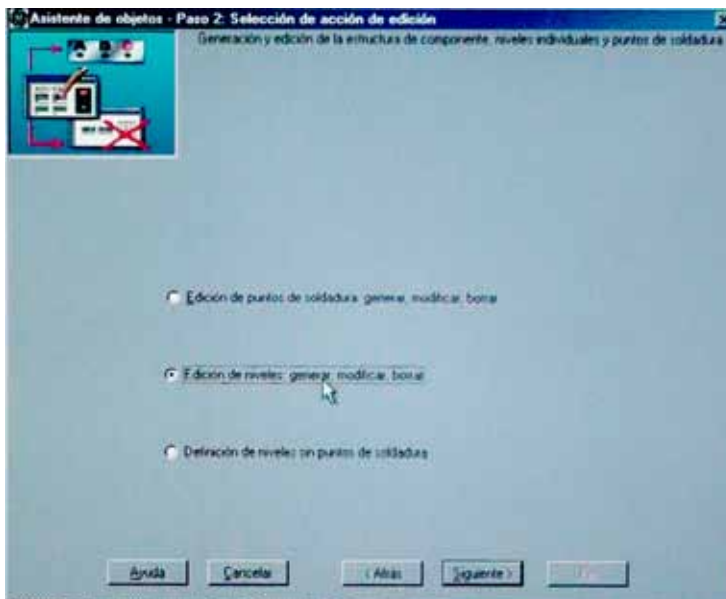 Asistente de objetos - Paso 2: Selección de acción de edición
Generación y edición de la estructura de componente, niveles individuales y puntos de soldadura
Edición de puntos de soldadura: generar, modificar, borrar
Edición de niveles: generar, modificar, borrar
Definición de niveles sin puntos de soldadura
Ayuda
Cancelar
< Atrás
Siguiente >